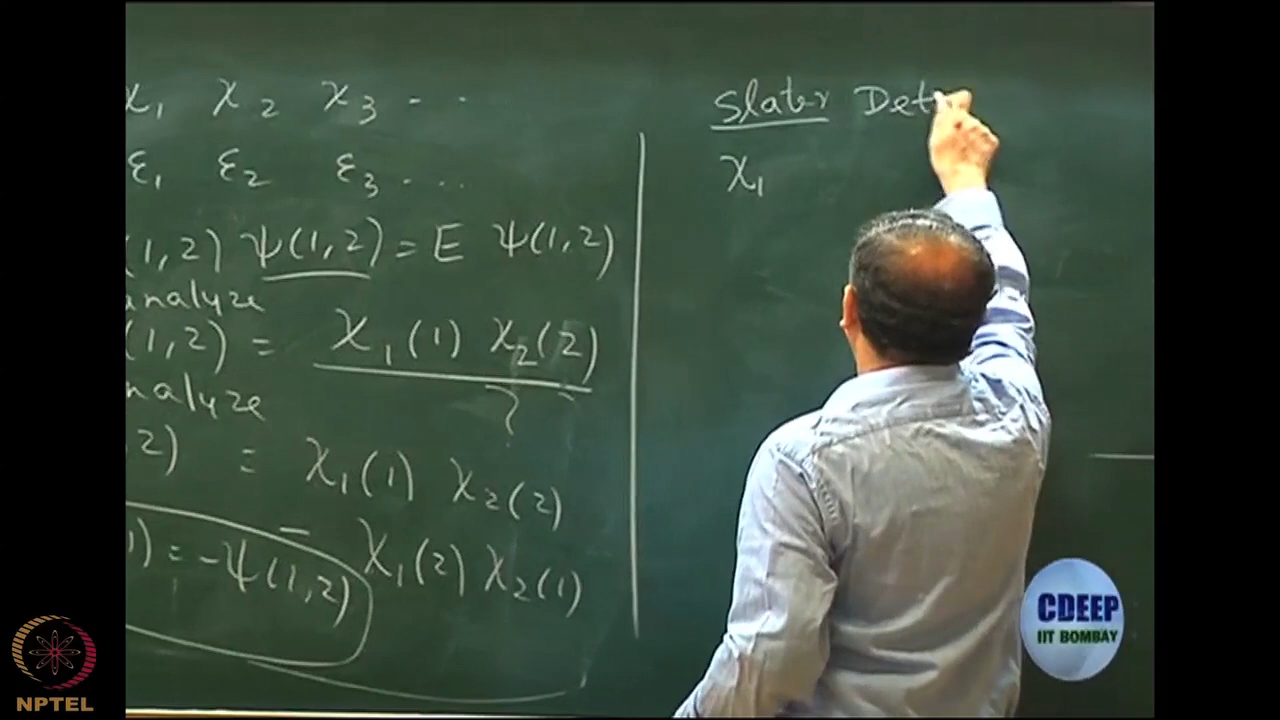 χ₁ χ₂ χ₃ - -
ε₁ ε₂ ε₃ . . . -
(1,2) ψ(1,2) = E ψ(1,2)
analyze
(1,2) = χ₁(1) χ₂(2)
nalyze ?
2) = χ₁(1) χ₂(2)
1) = -ψ(1,2) - χ₁(2) χ₂(1)
Slater Det
χ₁
CDEEP
IIT BOMBAY
NPTEL